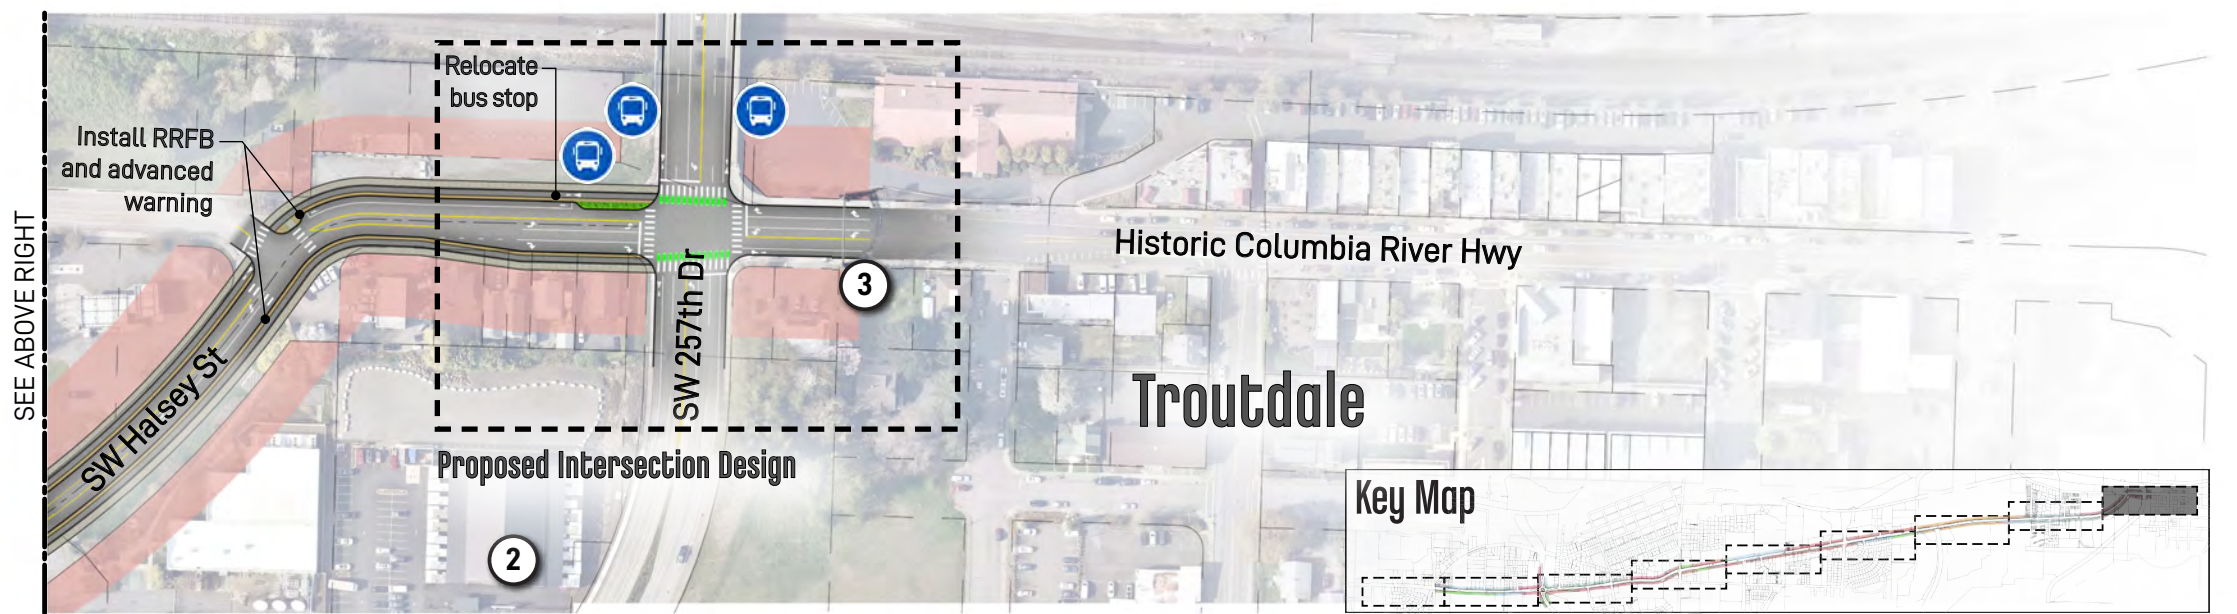 SEE ABOVE RIGHT
Relocate
bus stop
Install RRFB
and advanced
warning
SW Halsey St
SW 257th Dr
Historic Columbia River Hwy
3
Troutdale
Proposed Intersection Design
2
Key Map